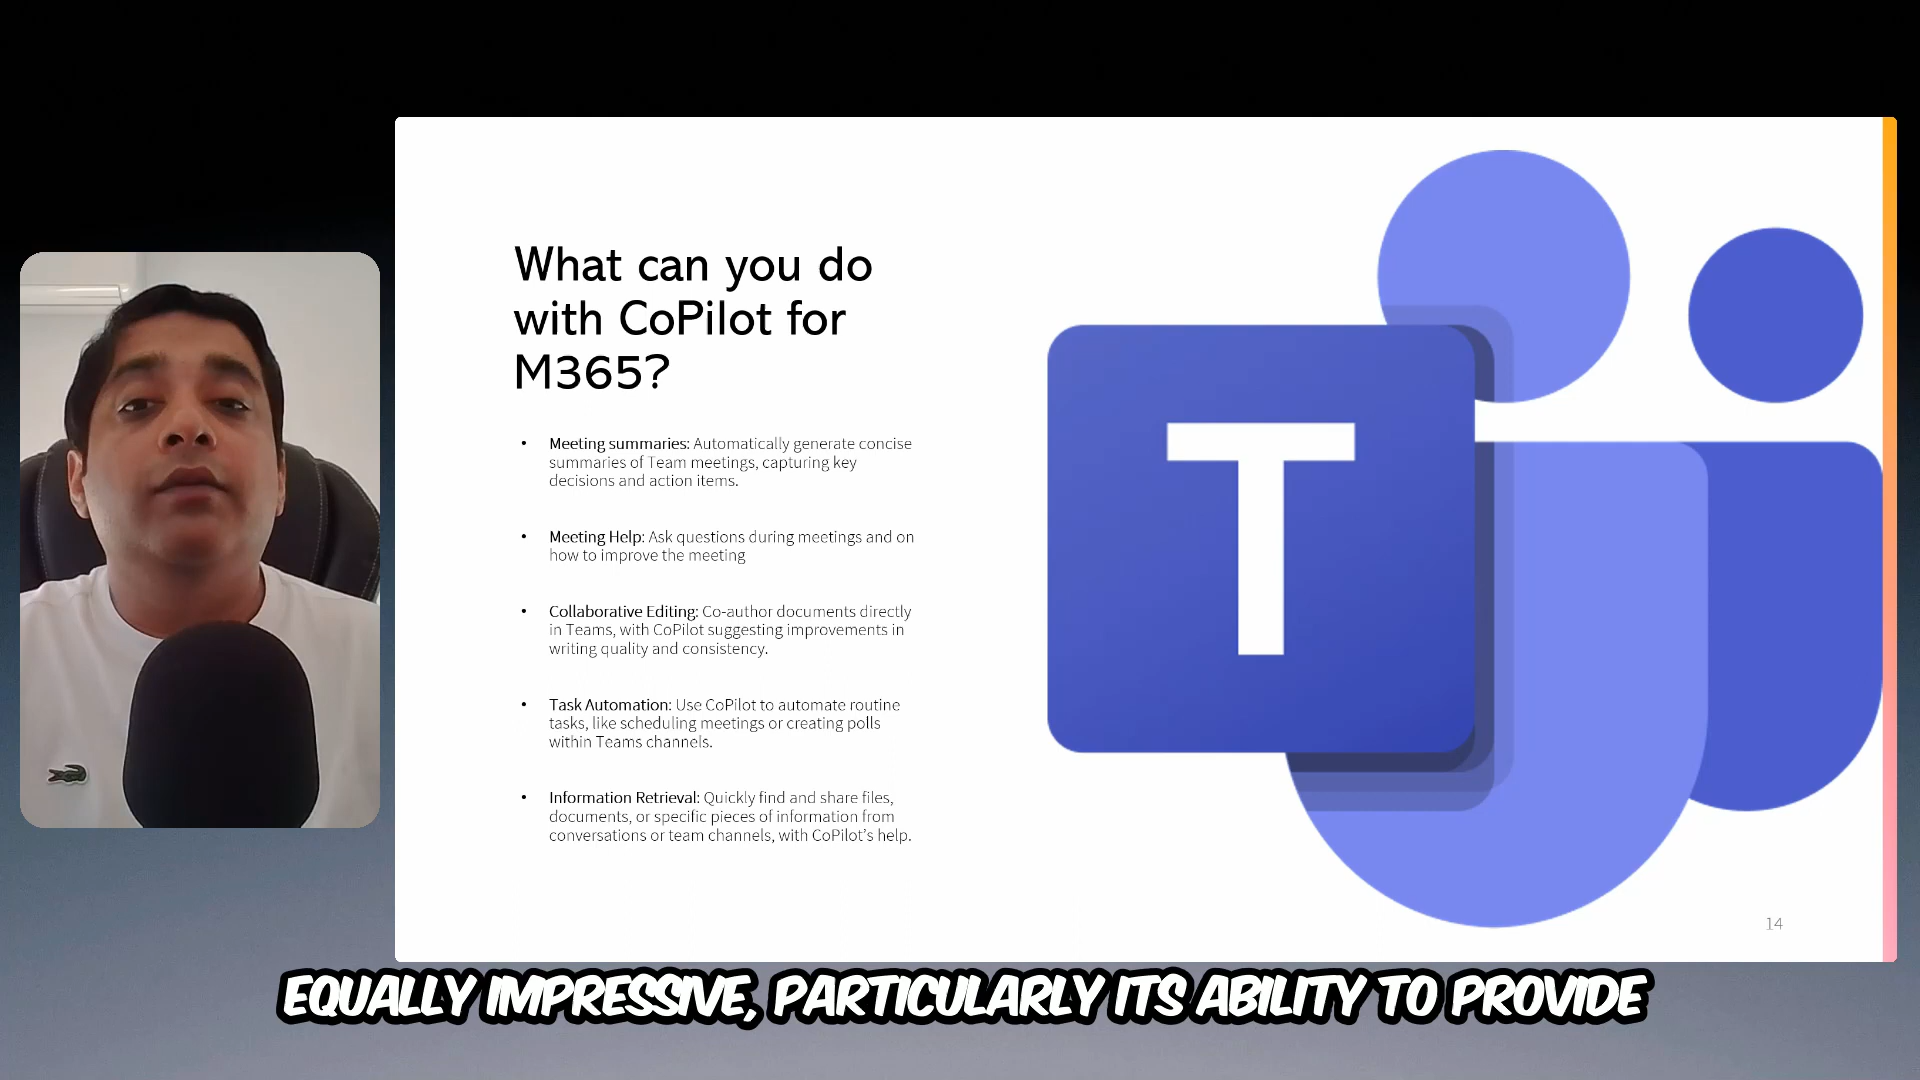 What can you do
with CoPilot for
M365?
• Meeting summaries: Automatically generate concise
summaries of Team meetings, capturing key
decisions and action items.
• Meeting Help: Ask questions during meetings and on
how to improve the meeting
• Collaborative Editing: Co-author documents directly
in Teams, with CoPilot suggesting improvements in
writing quality and consistency.
• Task Automation: Use CoPilot to automate routine
tasks, like scheduling meetings or creating polls
within Teams channels.
• Information Retrieval: Quickly find and share files,
documents, or specific pieces of information from
conversations or team channels, with CoPilot's help.
T
14
EQUALLY IMPRESSIVE, PARTICULARLY ITS ABILITY TO PROVIDE